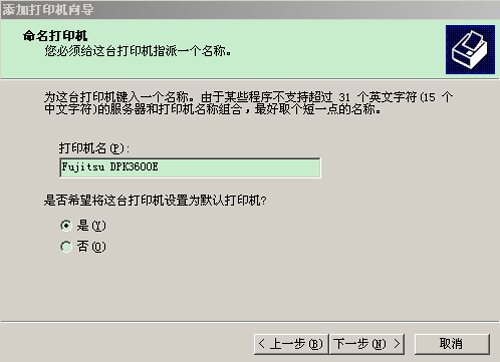 添加打印机向导
命名打印机
您必须给这台打印机指派一个名称。
为这台打印机键入一个名称。由于某些程序不支持超过 31 个英文字符(15 个
中文字符)的服务器和打印机名称组合,最好取个短一点的名称。
打印机名(P):
Fujitsu DPK3600E
是否希望将这台打印机设置为默认打印机?
是(Y)
否(O)
< 上一步(B) 下一步(N) > 取消